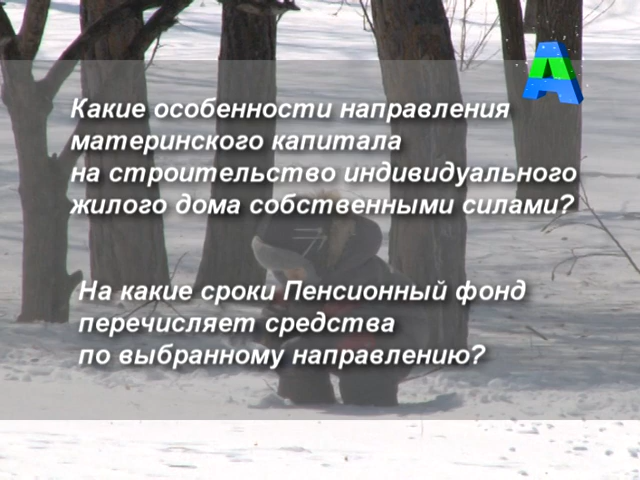 А
Какие особенности направления
материнского капитала
на строительство индивидуального
жилого дома собственными силами?
На какие сроки Пенсионный фонд
перечисляет средства
по выбранному направлению?